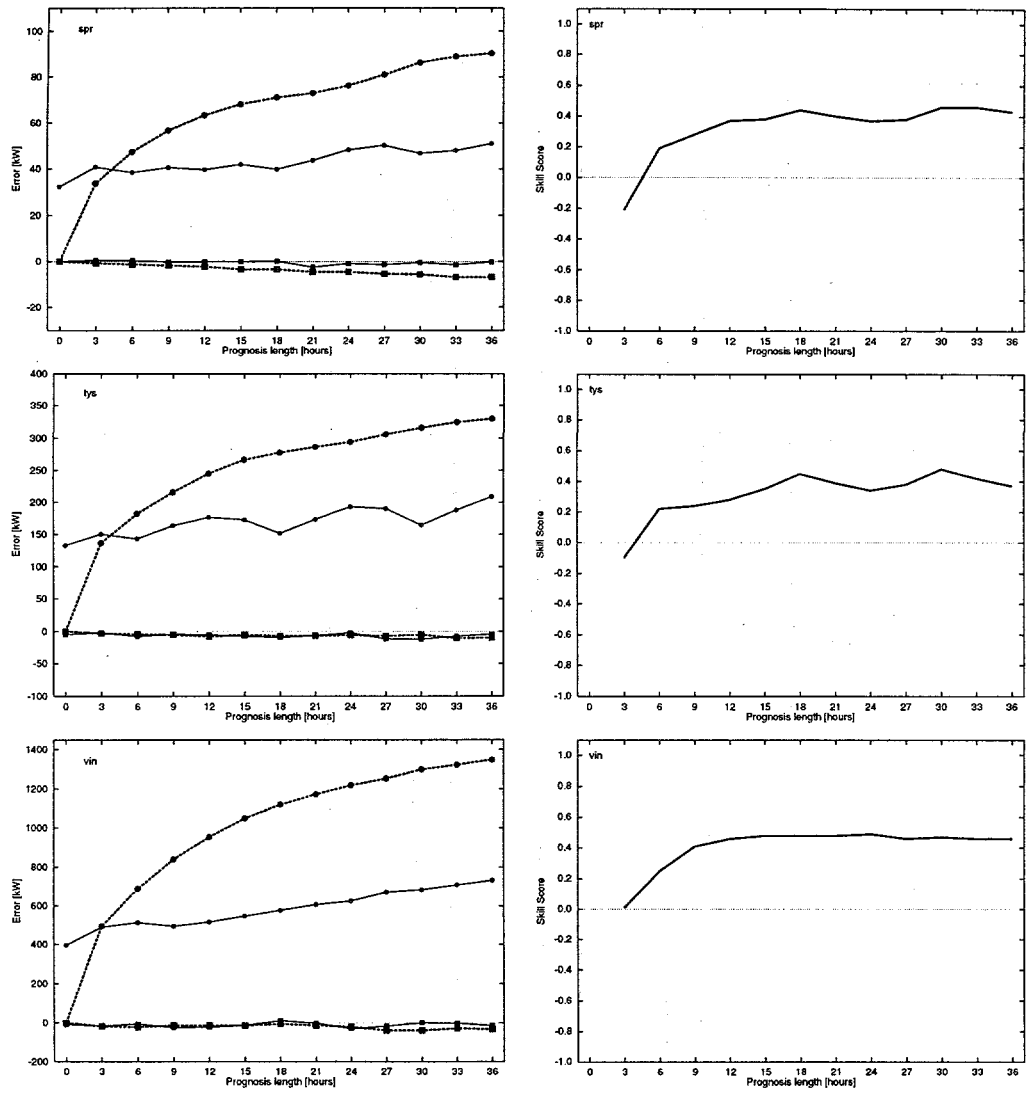 spr
Error [kW]
100
80
60
40
20
0
-20
0 3 6 9 12 15 18 21 24 27 30 33 36
Prognosis length [hours]
spr
Skill Score
1.0
0.8
0.6
0.4
0.2
0.0
-0.2
-0.4
-0.6
-0.8
-1.0
0 3 6 9 12 15 18 21 24 27 30 33 36
Prognosis length [hours]
tys
Error [kW]
400
350
300
250
200
150
100
50
0
-50
-100
0 3 6 9 12 15 18 21 24 27 30 33 36
Prognosis length [hours]
tys
Skill Score
1.0
0.8
0.6
0.4
0.2
0.0
-0.2
-0.4
-0.6
-0.8
-1.0
0 3 6 9 12 15 18 21 24 27 30 33 36
Prognosis length [hours]
vin
Error [kW]
1400
1200
1000
800
600
400
200
0
-200
0 3 6 9 12 15 18 21 24 27 30 33 36
Prognosis length [hours]
vin
Skill Score
1.0
0.8
0.6
0.4
0.2
0.0
-0.2
-0.4
-0.6
-0.8
-1.0
0 3 6 9 12 15 18 21 24 27 30 33 36
Prognosis length [hours]